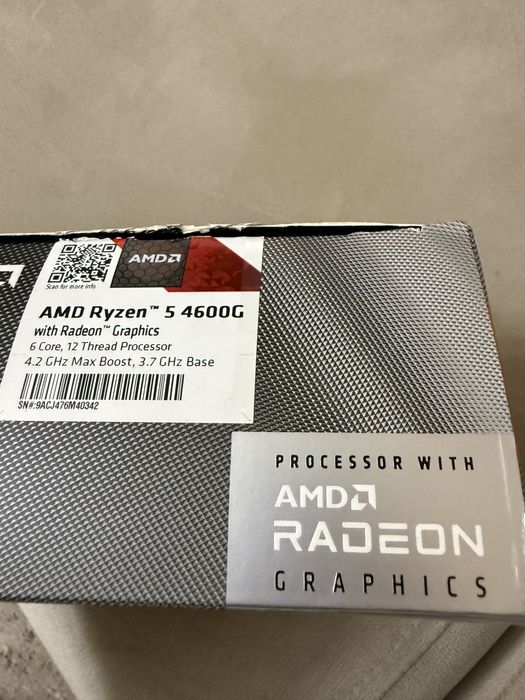 Scan for more info
AMD
AMD Ryzen™ 5 4600G
with Radeon™ Graphics
6 Core, 12 Thread Processor
4.2 GHz Max Boost, 3.7 GHz Base
SN#:9ACJ476M40342
PROCESSOR WITH
AMD
RADEON
GRAPHICS